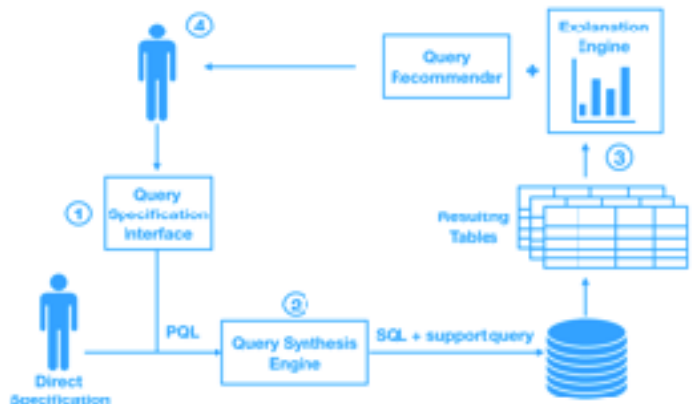 4
Explanation
Engine
Query
Recommender
+
3
1
Query
Specification
Interface
Resulting
Tables
2
PQL
Query Synthesis
Engine
SQL + support query
Direct
Specification